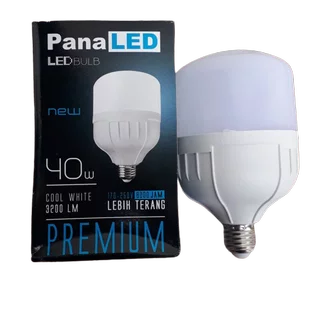 PanaLED
LEDBULB
new
40w
COOL WHITE
3200 LM
LEBIH TERANG
PREMIUM